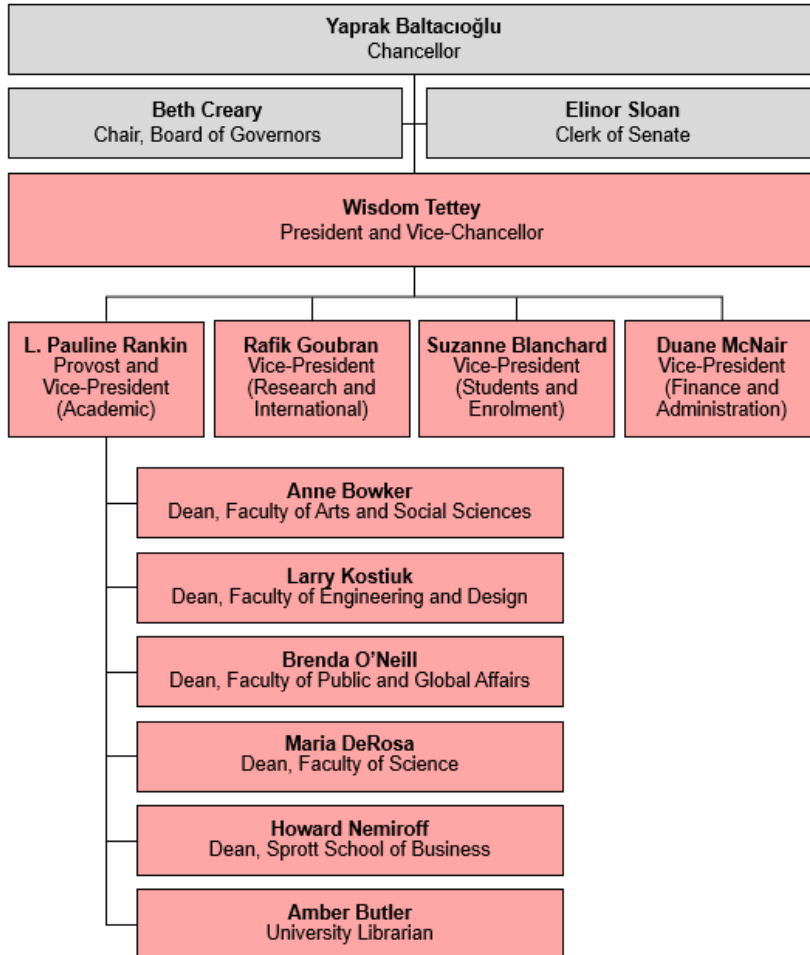 Yaprak Baltacıoğlu
Chancellor
Beth Creary
Chair, Board of Governors
Elinor Sloan
Clerk of Senate
Wisdom Tettey
President and Vice-Chancellor
L. Pauline Rankin
Provost and
Vice-President
(Academic)
Rafik Goubran
Vice-President
(Research and
International)
Suzanne Blanchard
Vice-President
(Students and
Enrolment)
Duane McNair
Vice-President
(Finance and
Administration)
Anne Bowker
Dean, Faculty of Arts and Social Sciences
Larry Kostiuk
Dean, Faculty of Engineering and Design
Brenda O’Neill
Dean, Faculty of Public and Global Affairs
Maria DeRosa
Dean, Faculty of Science
Howard Nemiroff
Dean, Sprott School of Business
Amber Butler
University Librarian